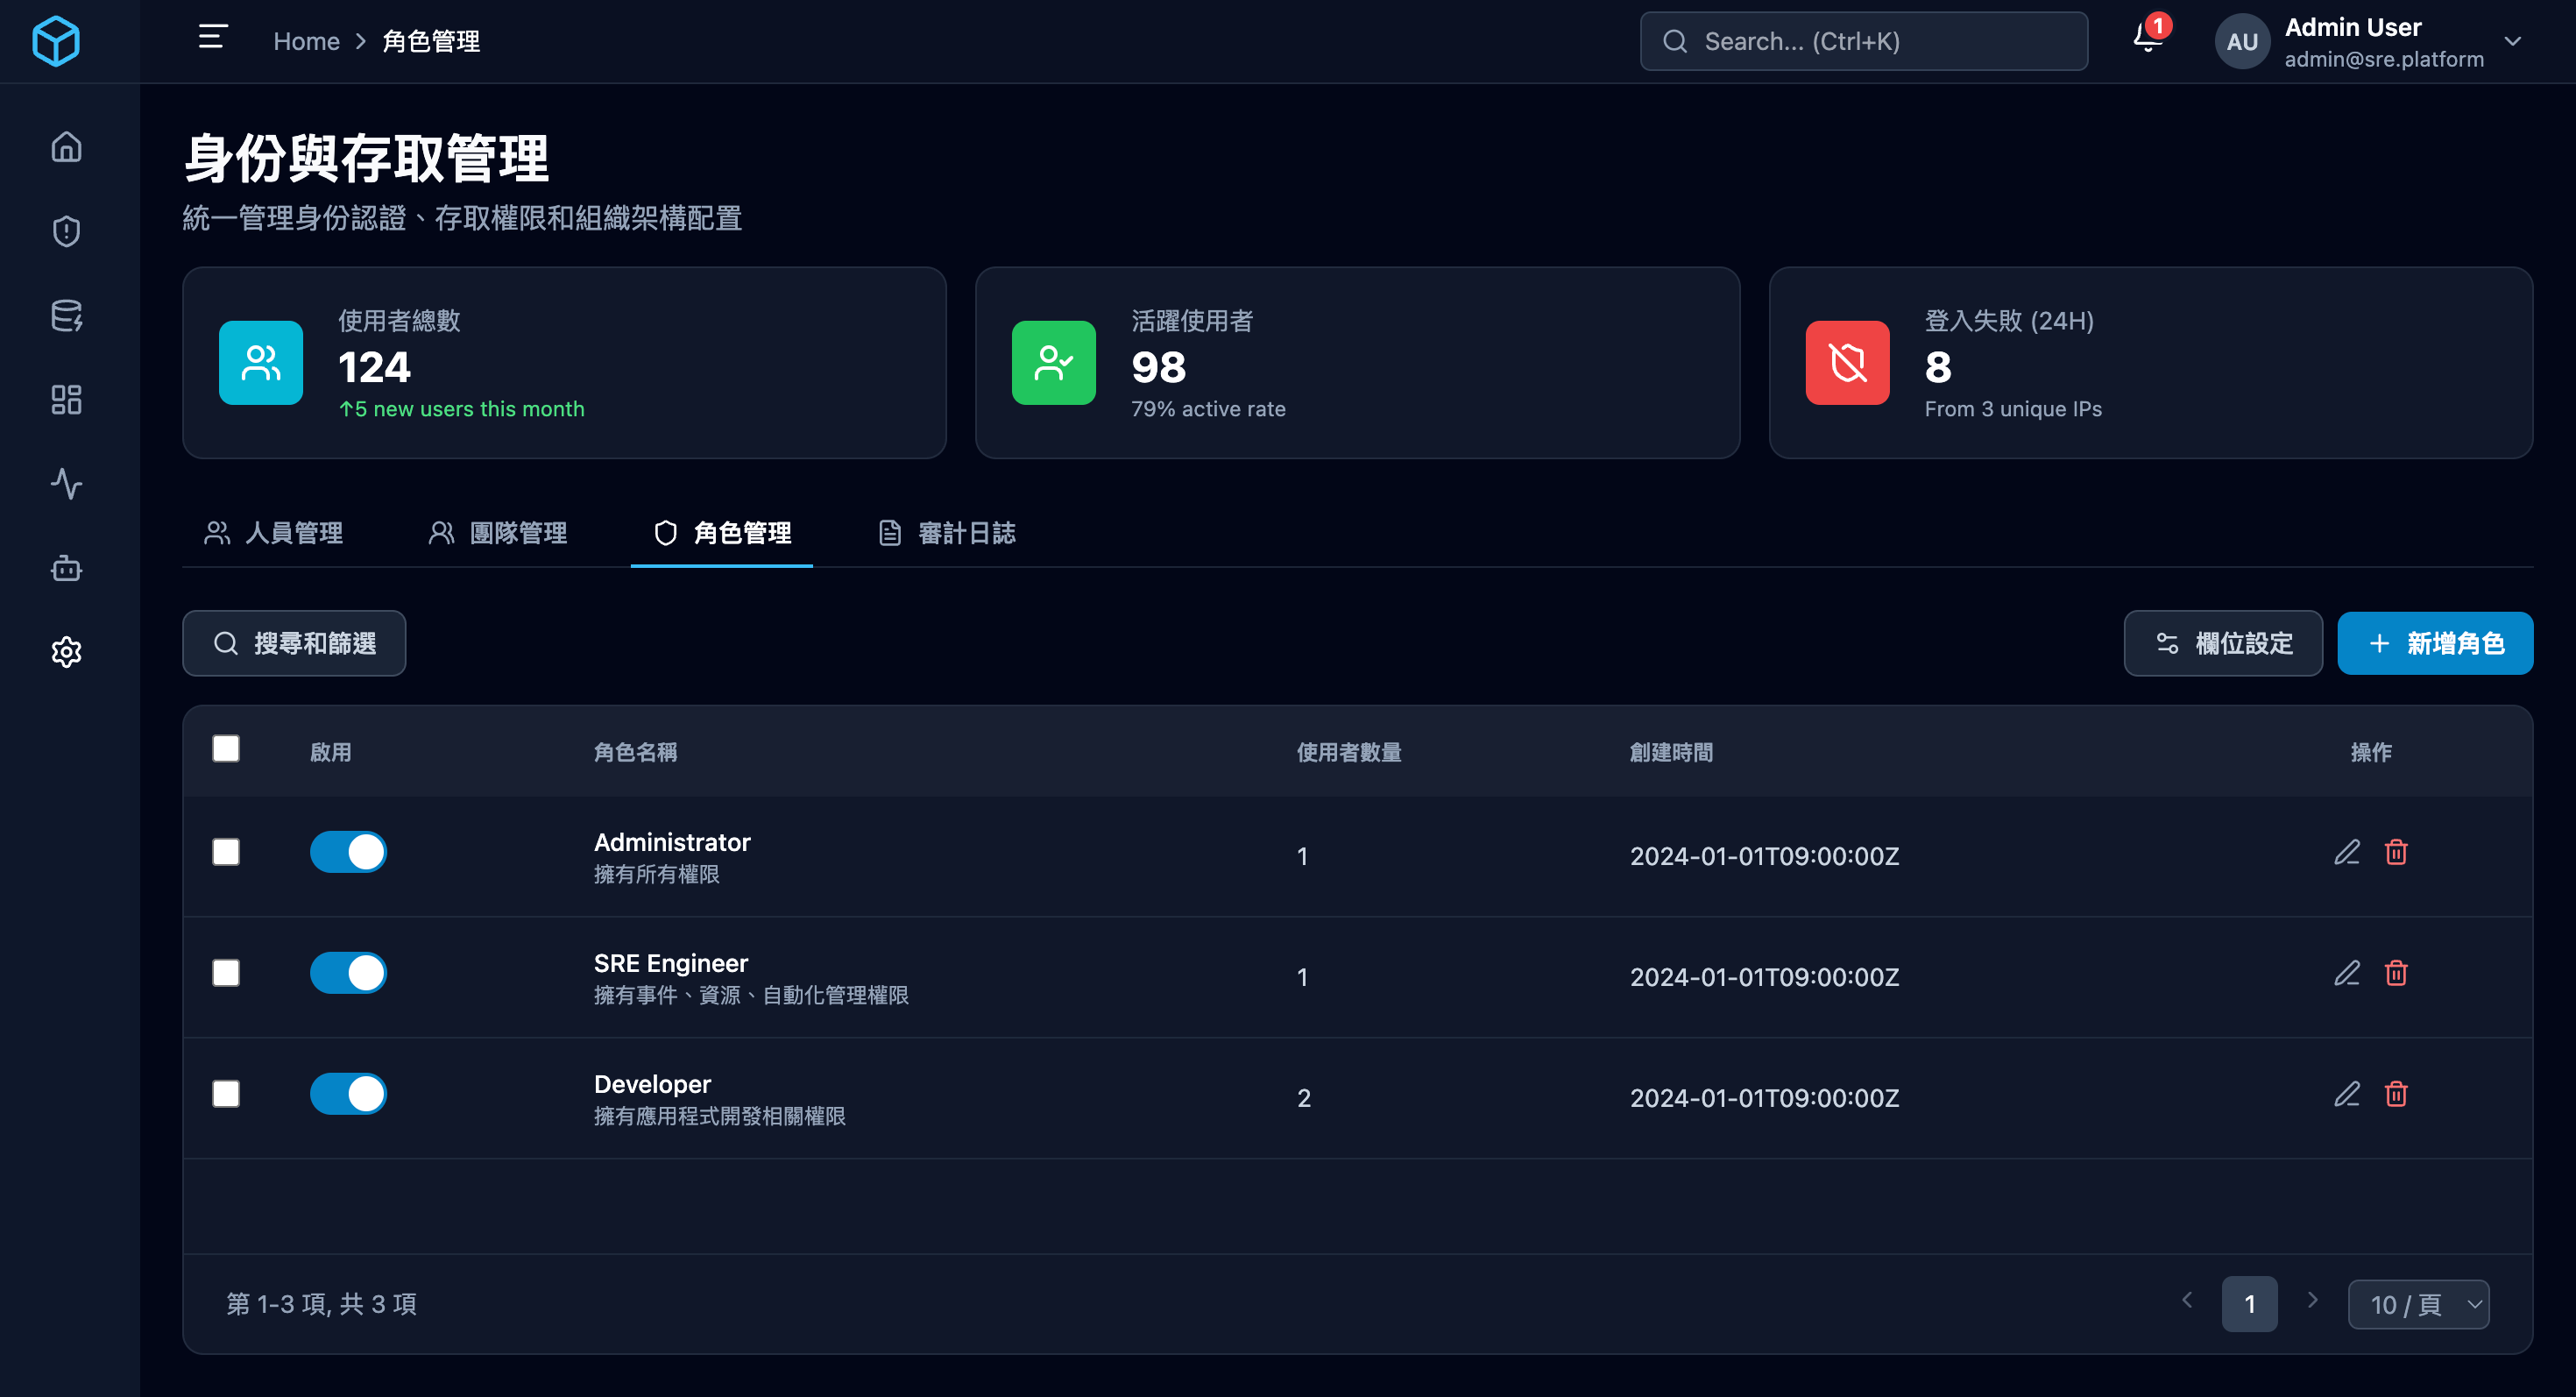 Home > 角色管理
Search... (Ctrl+K)
1
AU
Admin User
admin@sre.platform
身份與存取管理
統一管理身份認證、存取權限和組織架構配置
使用者總數
124
↑5 new users this month
活躍使用者
98
79% active rate
登入失敗 (24H)
8
From 3 unique IPs
人員管理
團隊管理
角色管理
審計日誌
搜尋和篩選
欄位設定
+ 新增角色
啟用 角色名稱 使用者數量 創建時間 操作
Administrator
擁有所有權限
1
2024-01-01T09:00:00Z
SRE Engineer
擁有事件、資源、自動化管理權限
1
2024-01-01T09:00:00Z
Developer
擁有應用程式開發相關權限
2
2024-01-01T09:00:00Z
第 1-3 項, 共 3 項
1
10 / 頁